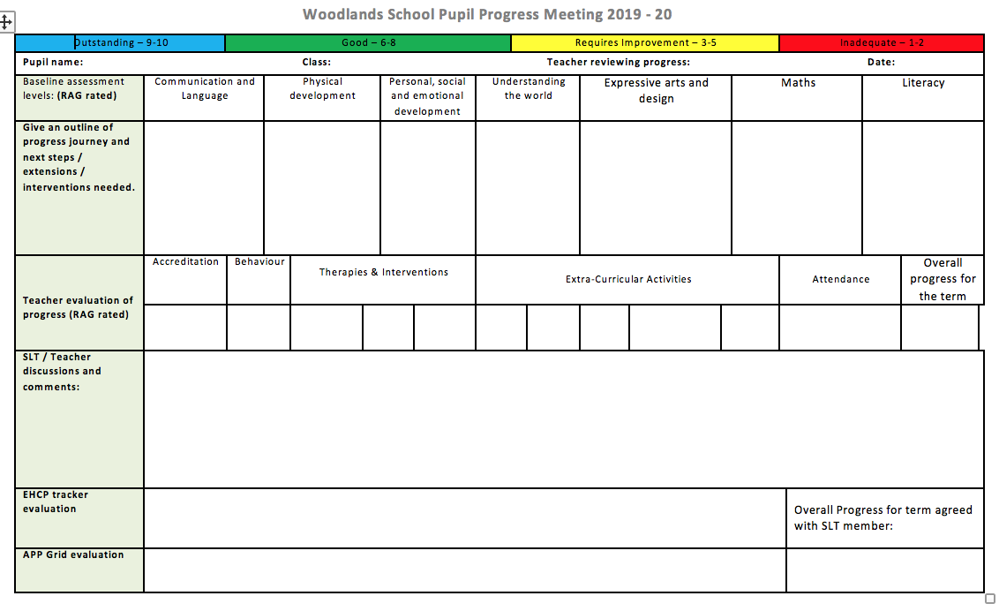 Woodlands School Pupil Progress Meeting 2019 - 20
Outstanding – 9-10
Good – 6-8
Requires Improvement – 3-5
Inadequate – 1-2
Pupil name:
Class:
Teacher reviewing progress:
Date:
Baseline assessment
levels: (RAG rated)
Communication and
Language
Physical
development
Personal, social
and emotional
development
Understanding
the world
Expressive arts and
design
Maths
Literacy
Give an outline of
progress journey and
next steps /
extensions /
interventions needed.
Teacher evaluation of
progress (RAG rated)
Accreditation
Behaviour
Therapies & Interventions
Extra-Curricular Activities
Attendance
Overall
progress for
the term
SLT / Teacher
discussions and
comments:
EHCP tracker
evaluation
Overall Progress for term agreed
with SLT member:
APP Grid evaluation